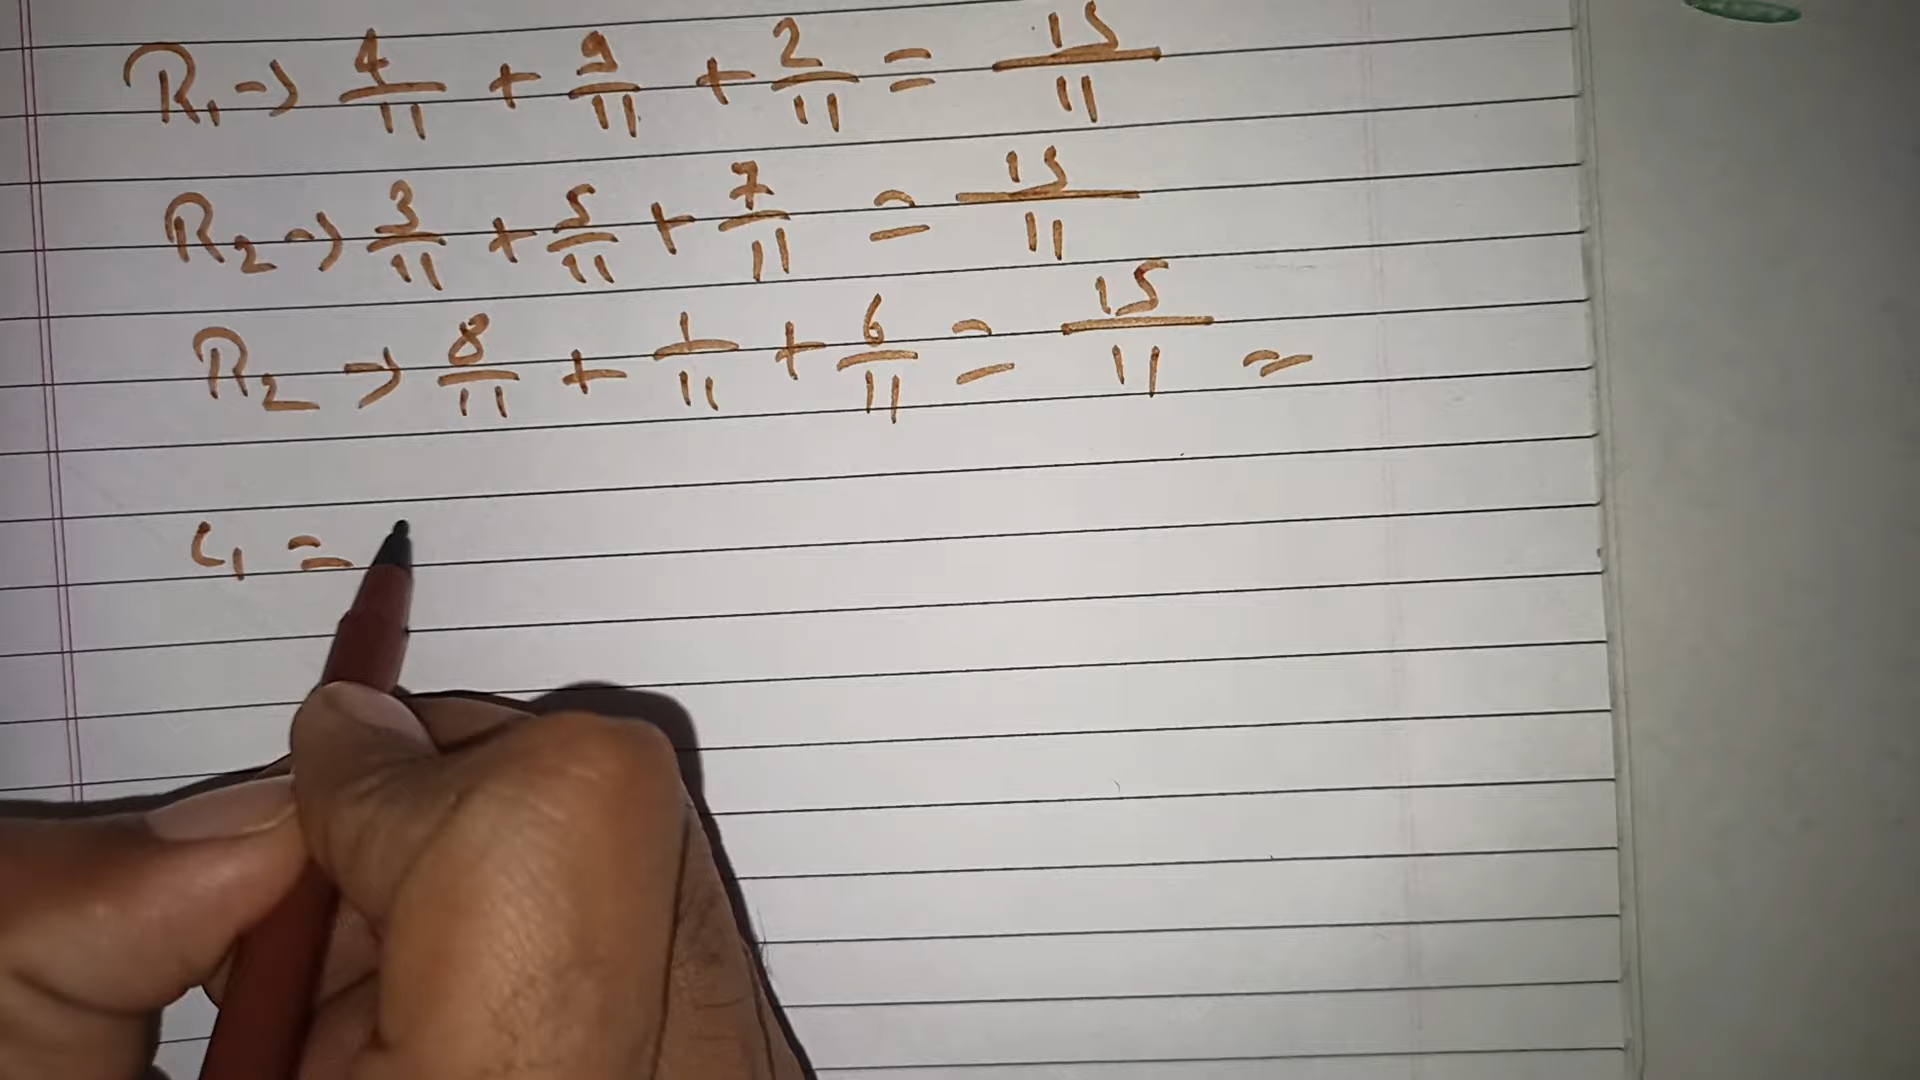 R₁ → 4/11 + 9/11 + 2/11 = 15/11
R₂ → 3/11 + 5/11 + 7/11 = 15/11
R₂ → 8/11 + 1/11 + 6/11 = 15/11 =
C₁ =